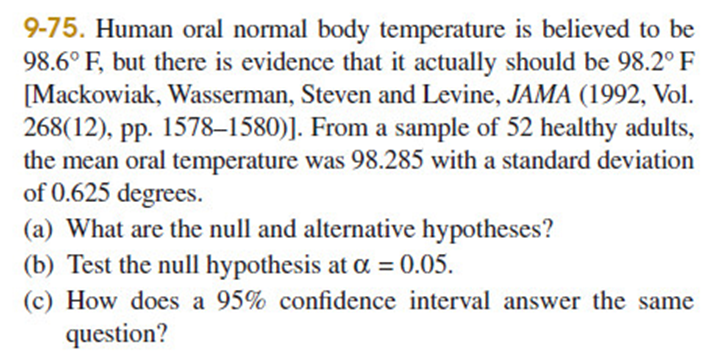 9-75. Human oral normal body temperature is believed to be
98.6° F, but there is evidence that it actually should be 98.2° F
[Mackowiak, Wasserman, Steven and Levine, JAMA (1992, Vol.
268(12), pp. 1578–1580)]. From a sample of 52 healthy adults,
the mean oral temperature was 98.285 with a standard deviation
of 0.625 degrees.
(a) What are the null and alternative hypotheses?
(b) Test the null hypothesis at α = 0.05.
(c) How does a 95% confidence interval answer the same
question?